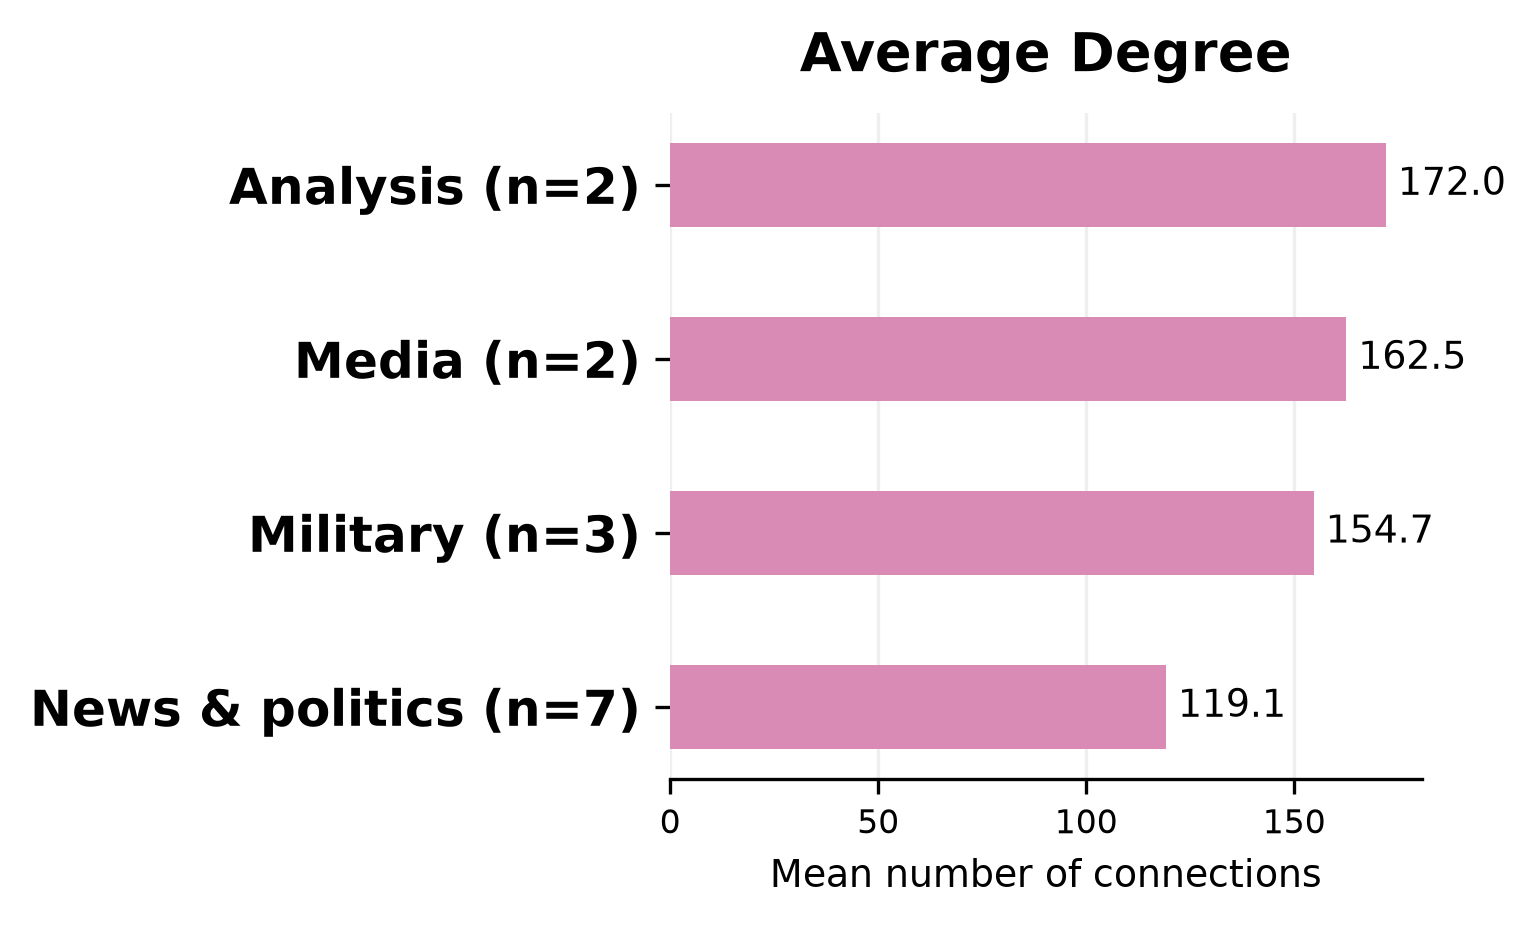 Average Degree
Analysis (n=2)
172.0
Media (n=2)
162.5
Military (n=3)
154.7
News & politics (n=7)
119.1
0 50 100 150
Mean number of connections